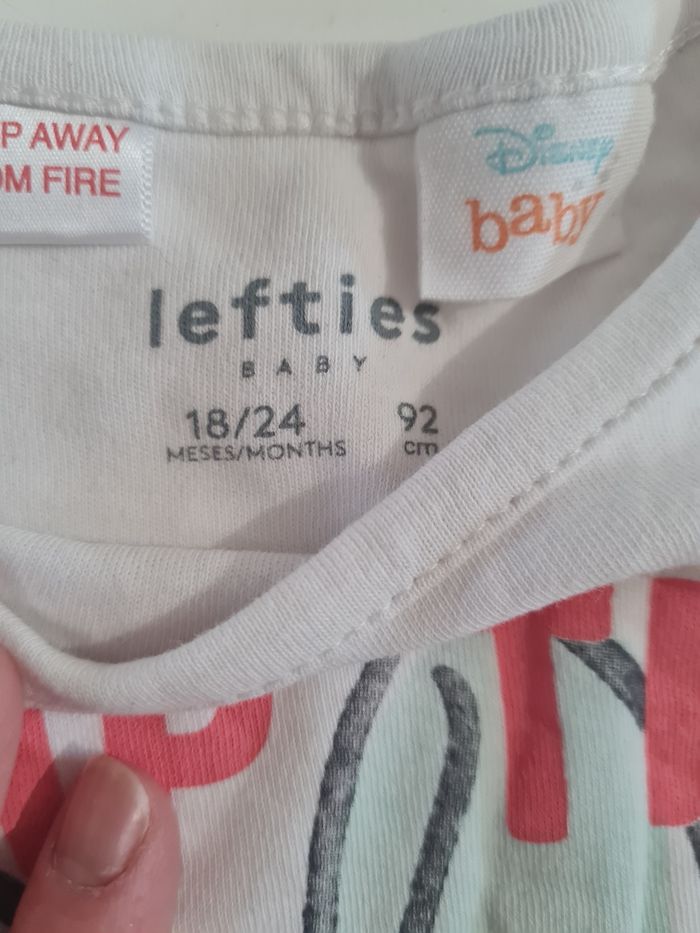 P AWAY
OM FIRE
Disney
baby
lefties
BABY
18/24
MESES/MONTHS
92
cm